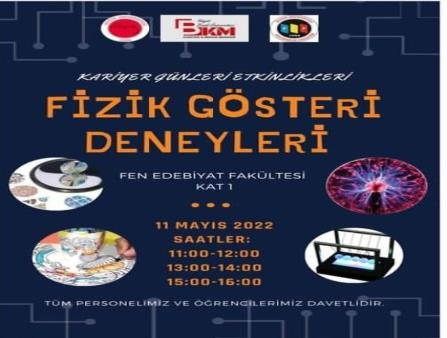 BKM
KARİYER GÜNLERİ ETKİNLİKLERİ
FİZİK GÖSTERİ
DENEYLERİ
FEN EDEBİYAT FAKÜLTESİ
KAT 1
11 MAYIS 2022
SAATLER:
11:00-12:00
13:00-14:00
15:00-16:00
TÜM PERSONELİMİZ VE ÖĞRENCİLERİMİZ DAVETLİDİR.